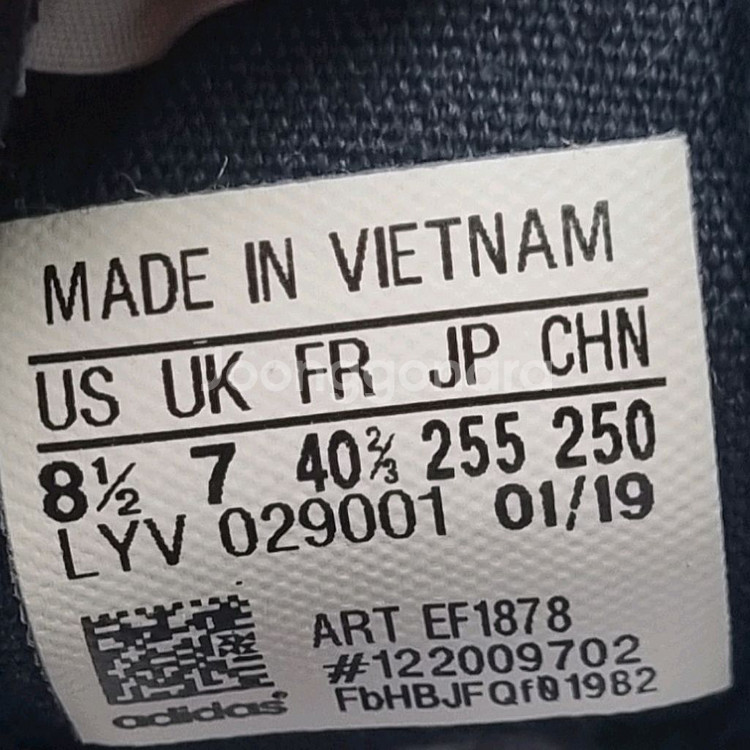 MADE IN VIETNAM
US UK FR JP CHN
8½ 7 40⅔ 255 250
LYV 029001 01/19
ART EF1878
#122009702
FbHBJFQf01982
adidas
Joonggonara